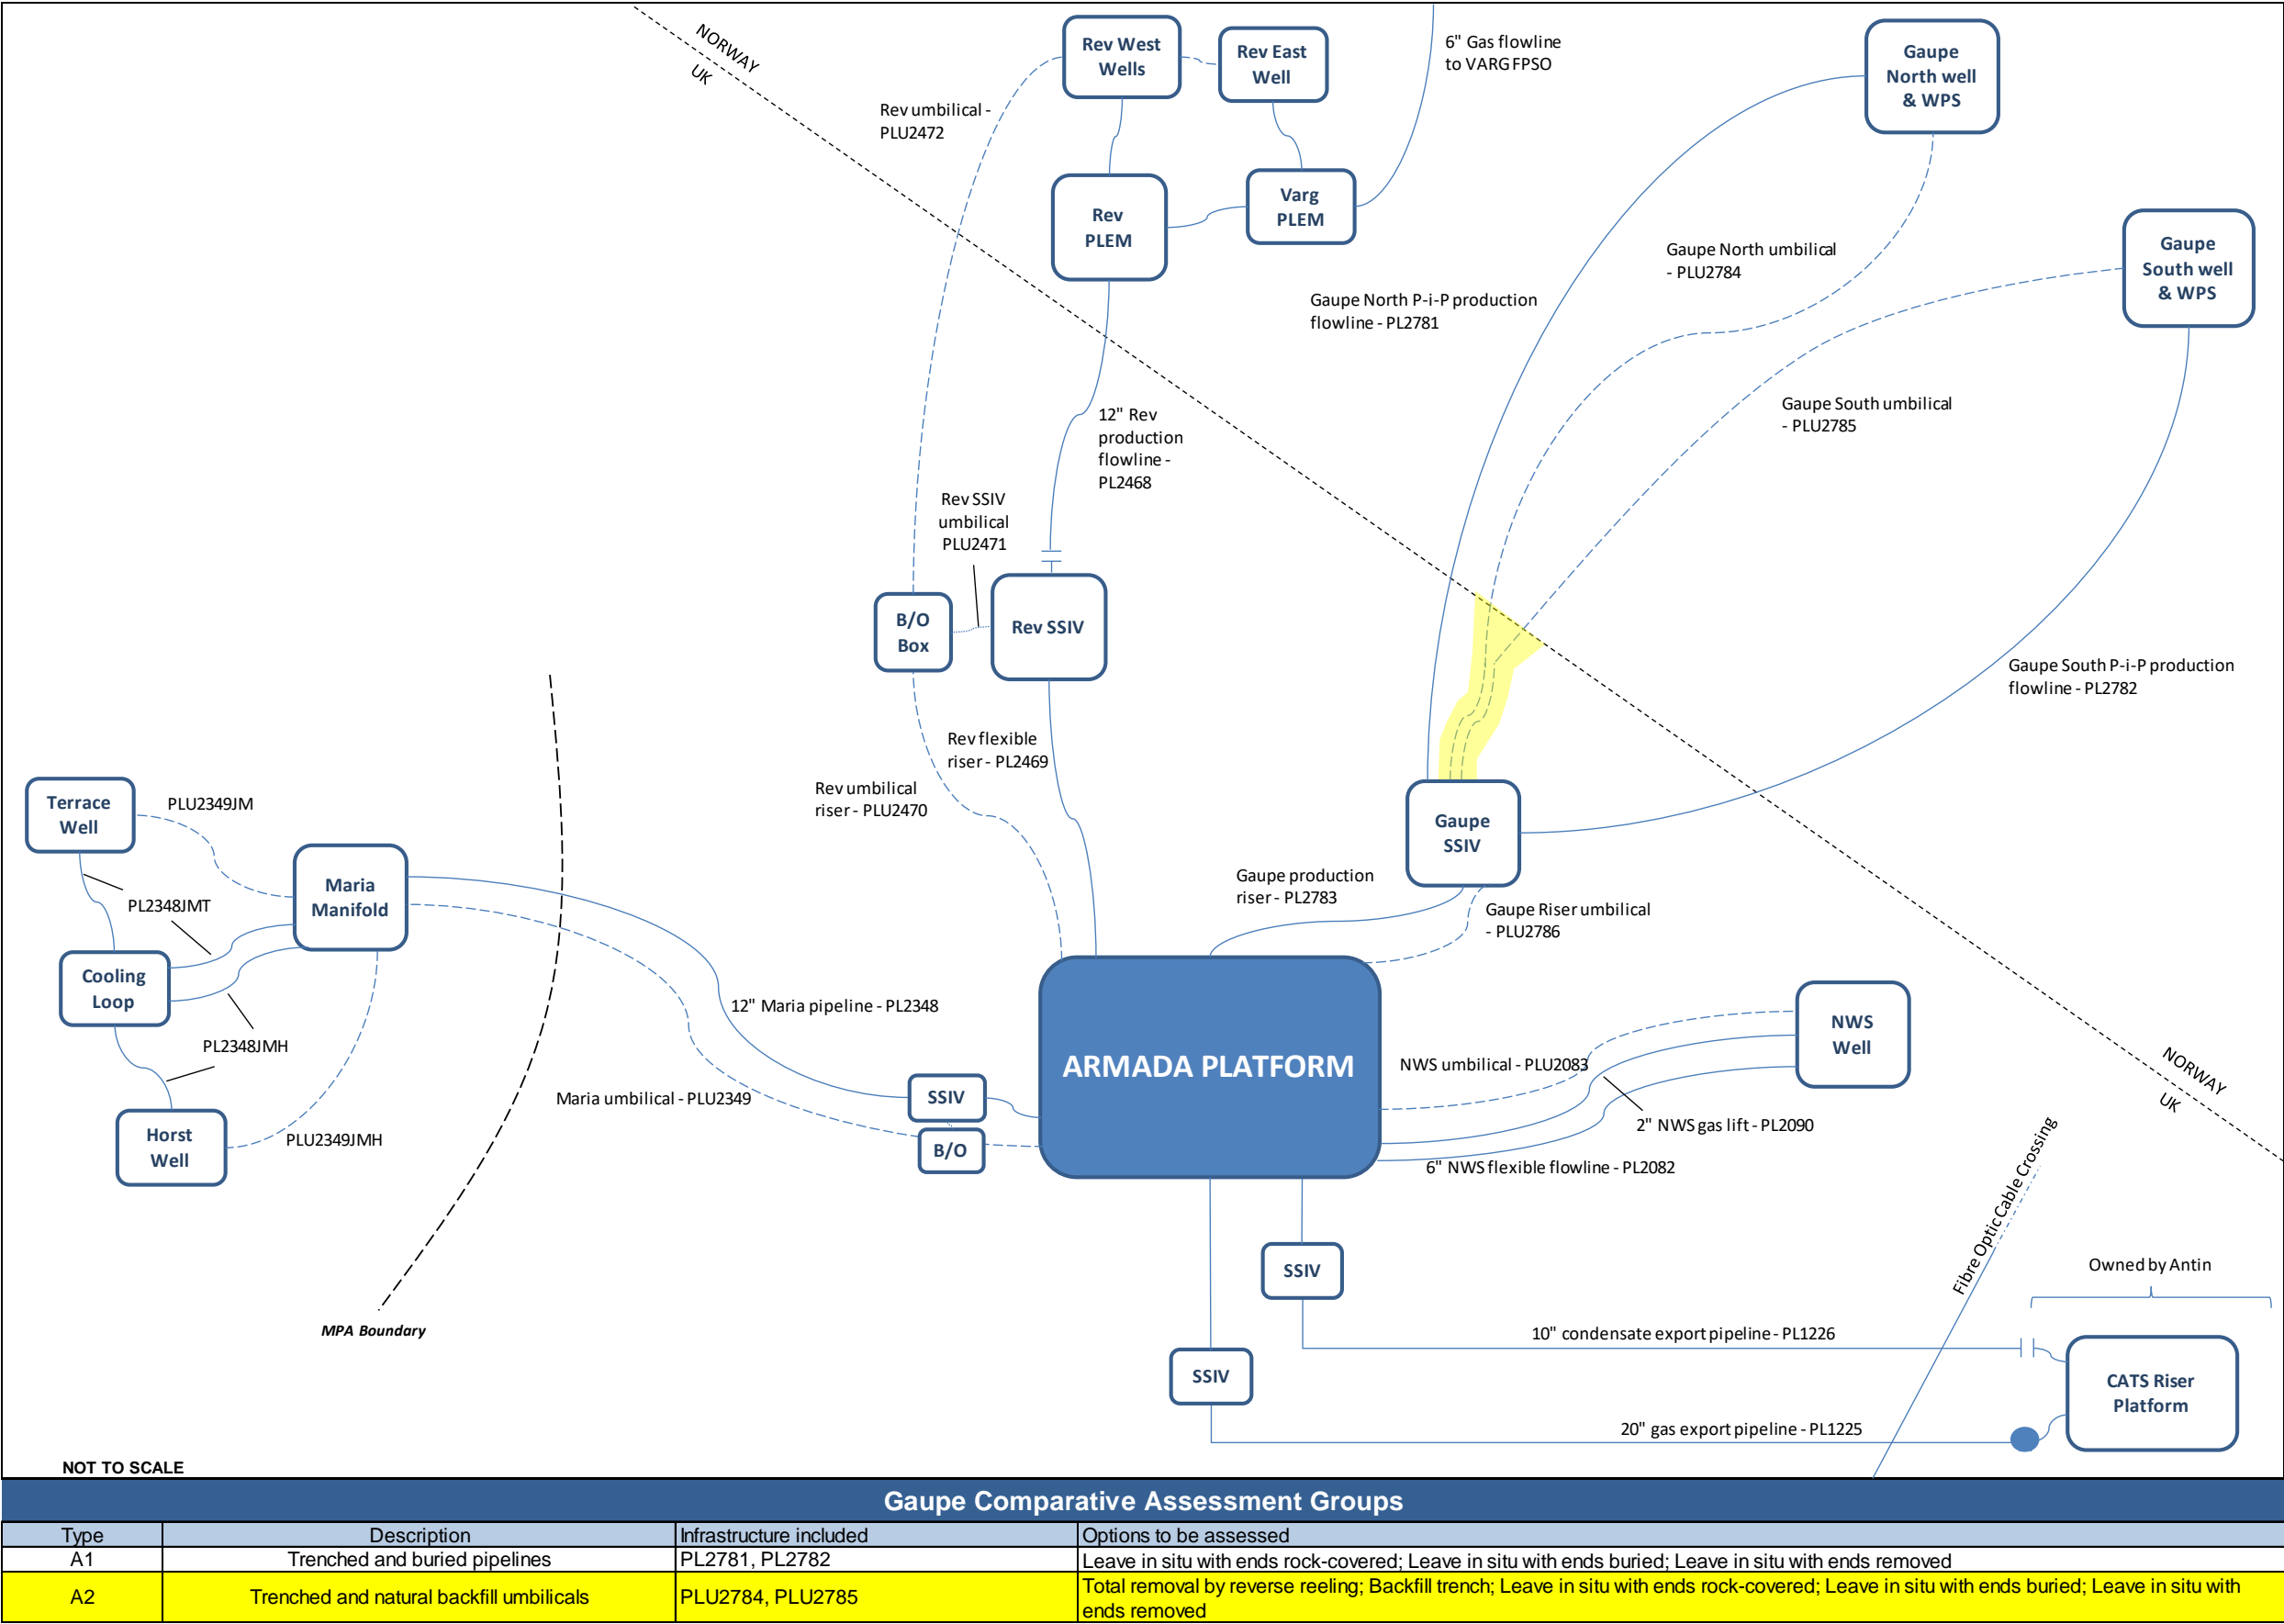 NORWAY
UK
Rev West
Wells
Rev East
Well
6" Gas flowline
to VARG FPSO
Gaupe
North well
& WPS
Rev umbilical -
PLU2472
Rev
PLEM
Varg
PLEM
Gaupe North umbilical
- PLU2784
Gaupe
South well
& WPS
Gaupe North P-i-P production
flowline - PL2781
12" Rev
production
flowline -
PL2468
Gaupe South umbilical
- PLU2785
Rev SSIV
umbilical
PLU2471
B/O
Box
Rev SSIV
Gaupe South P-i-P production
flowline - PL2782
Rev flexible
riser - PL2469
Rev umbilical
riser - PLU2470
Terrace
Well
PLU2349JM
Maria
Manifold
PL2348JMT
Cooling
Loop
PL2348JMH
Horst
Well
PLU2349JMH
Gaupe
SSIV
Gaupe production
riser - PL2783
Gaupe Riser umbilical
- PLU2786
12" Maria pipeline - PL2348
Maria umbilical - PLU2349
SSIV
B/O
ARMADA PLATFORM
NWS umbilical - PLU2083
NWS
Well
2" NWS gas lift - PL2090
6" NWS flexible flowline - PL2082
NORWAY
UK
Fibre Optic Cable Crossing
Owned by Antin
SSIV
MPA Boundary
10" condensate export pipeline - PL1226
SSIV
CATS Riser
Platform
20" gas export pipeline - PL1225
NOT TO SCALE
Gaupe Comparative Assessment Groups
Type Description Infrastructure included Options to be assessed
A1 Trenched and buried pipelines PL2781, PL2782 Leave in situ with ends rock-covered; Leave in situ with ends buried; Leave in situ with ends removed
A2 Trenched and natural backfill umbilicals PLU2784, PLU2785 Total removal by reverse reeling; Backfill trench; Leave in situ with ends rock-covered; Leave in situ with ends buried; Leave in situ with
ends removed